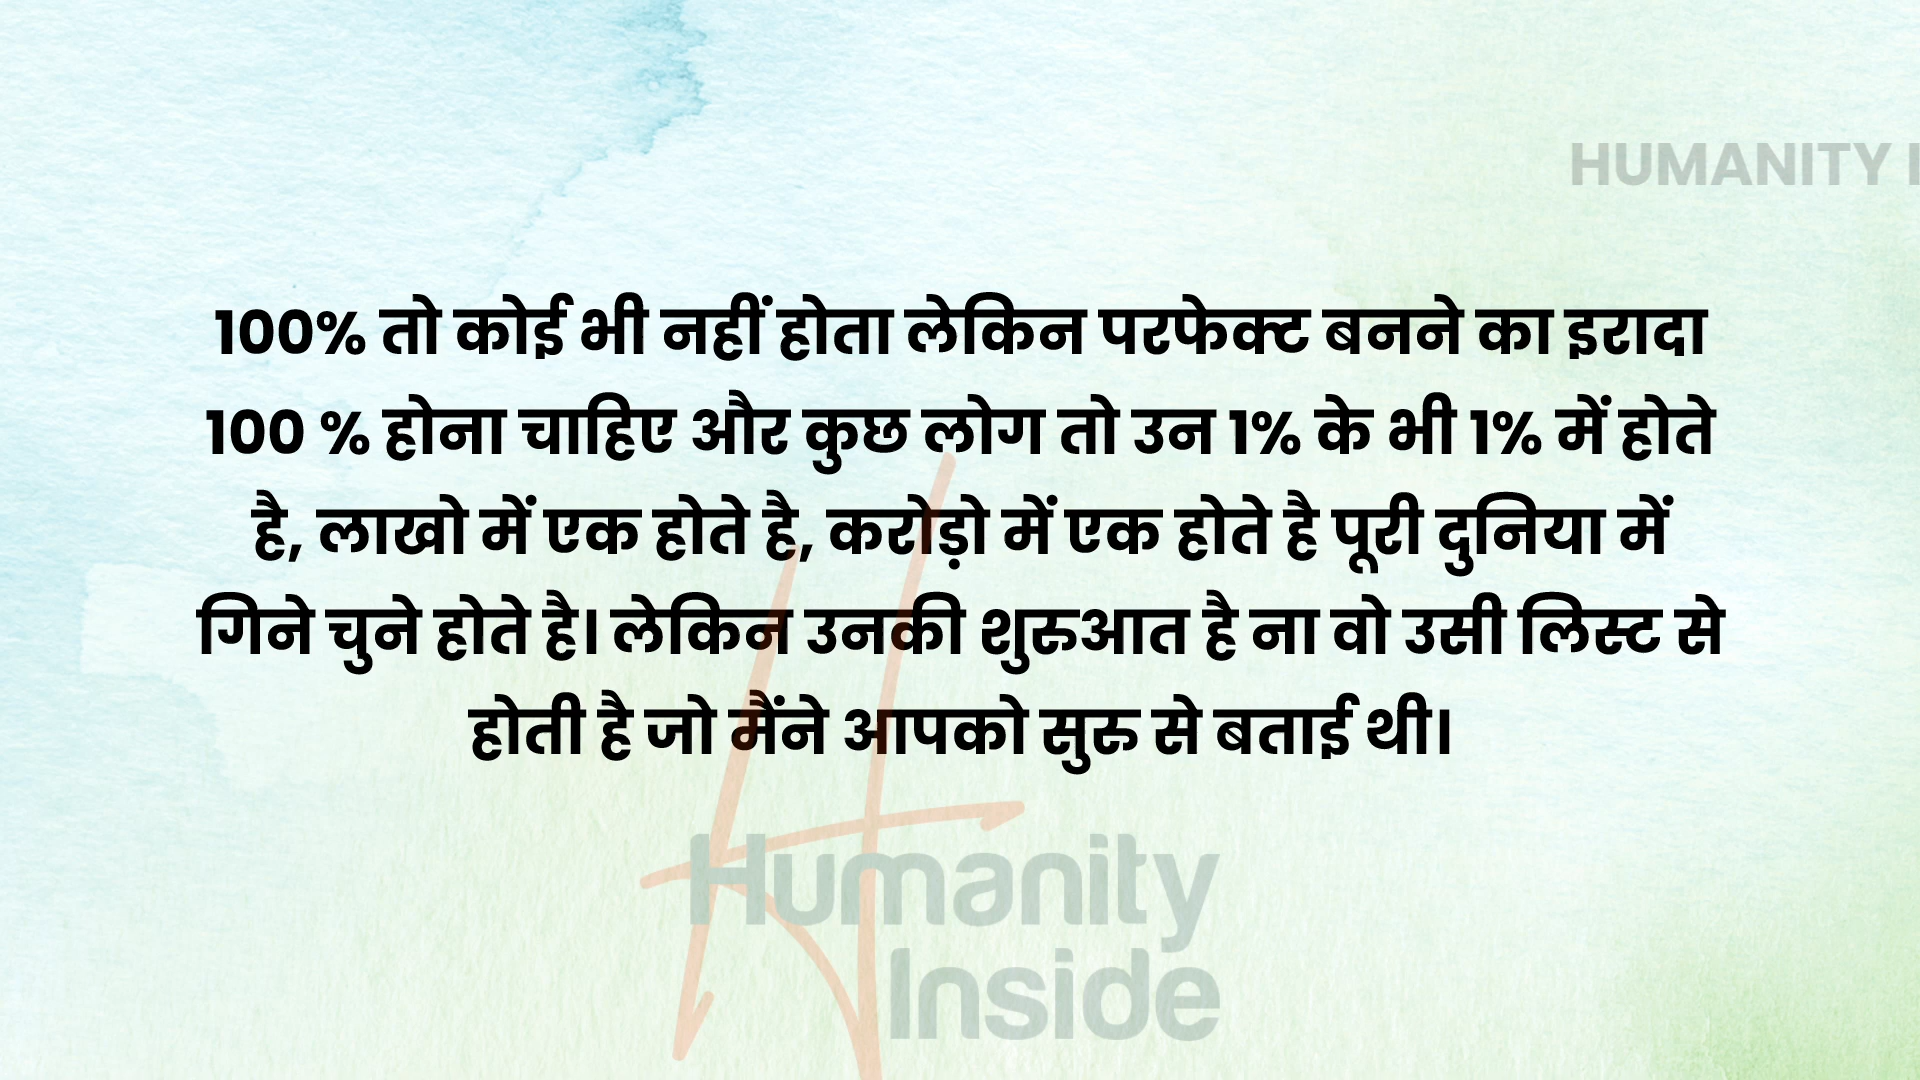 HUMANITY I
100% तो कोई भी नहीं होता लेकिन परफेक्ट बनने का इरादा
100 % होना चाहिए और कुछ लोग तो उन 1% के भी 1% में होते
है, लाखो में एक होते है, करोड़ो में एक होते है पूरी दुनिया में
गिने चुने होते है। लेकिन उनकी शुरुआत है ना वो उसी लिस्ट से
होती है जो मैंने आपको सुरु से बताई थी।
Humanity
Inside